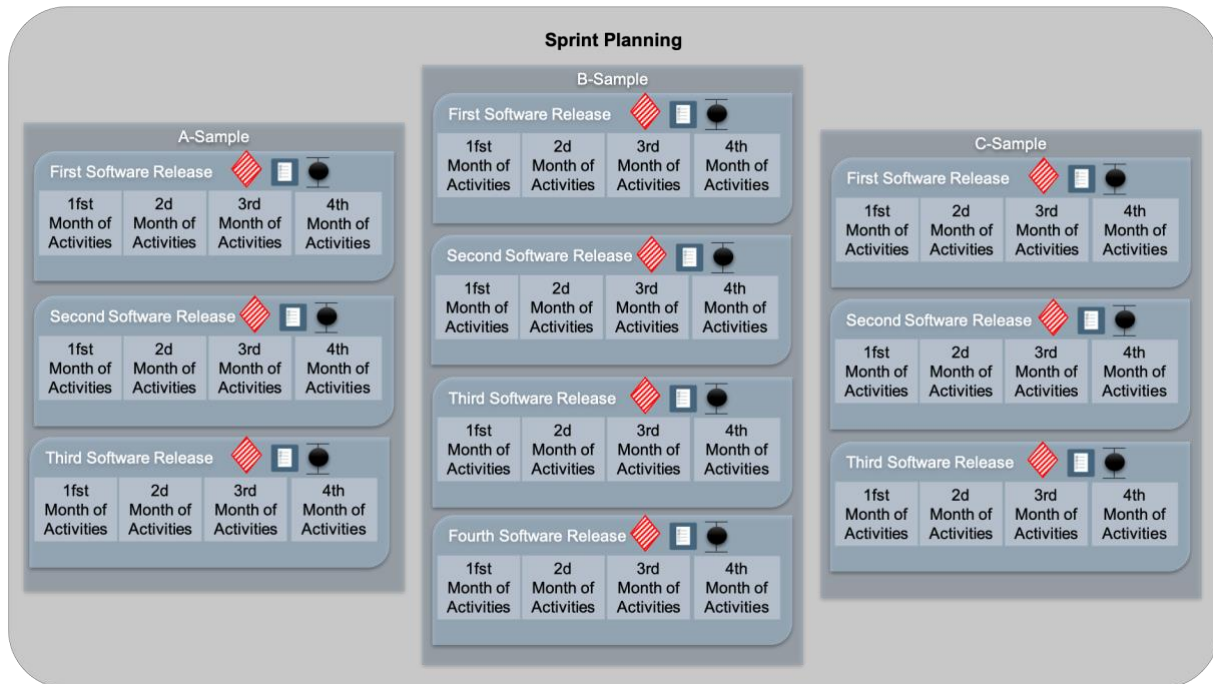 Sprint Planning
A-Sample
First Software Release
1fst Month of Activities
2d Month of Activities
3rd Month of Activities
4th Month of Activities
Second Software Release
1fst Month of Activities
2d Month of Activities
3rd Month of Activities
4th Month of Activities
Third Software Release
1fst Month of Activities
2d Month of Activities
3rd Month of Activities
4th Month of Activities
B-Sample
First Software Release
1fst Month of Activities
2d Month of Activities
3rd Month of Activities
4th Month of Activities
Second Software Release
1fst Month of Activities
2d Month of Activities
3rd Month of Activities
4th Month of Activities
Third Software Release
1fst Month of Activities
2d Month of Activities
3rd Month of Activities
4th Month of Activities
Fourth Software Release
1fst Month of Activities
2d Month of Activities
3rd Month of Activities
4th Month of Activities
C-Sample
First Software Release
1fst Month of Activities
2d Month of Activities
3rd Month of Activities
4th Month of Activities
Second Software Release
1fst Month of Activities
2d Month of Activities
3rd Month of Activities
4th Month of Activities
Third Software Release
1fst Month of Activities
2d Month of Activities
3rd Month of Activities
4th Month of Activities